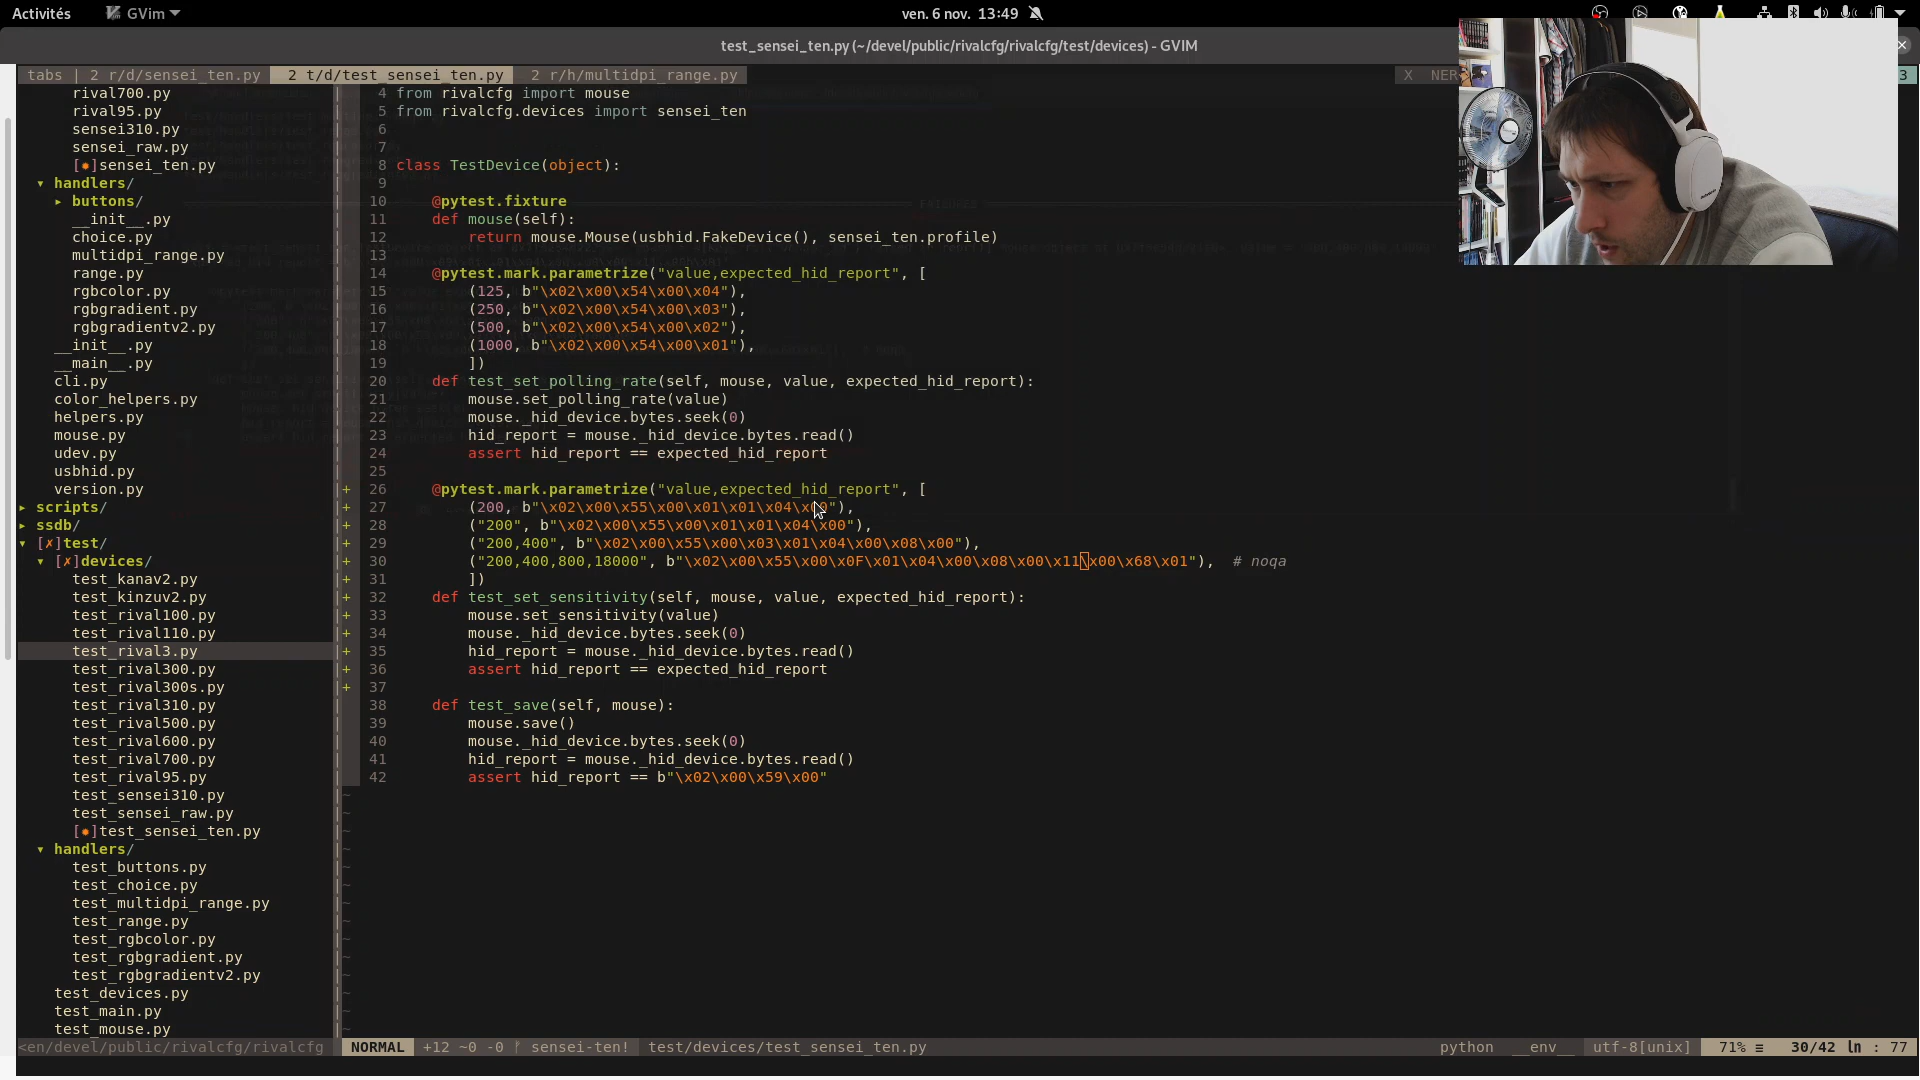 Activités
GVim
ven. 6 nov. 13:49
test_sensei_ten.py (~/devel/public/rivalcfg/rivalcfg/test/devices) - GVIM
tabs | 2 r/d/sensei_ten.py 2 t/d/test_sensei_ten.py 2 r/h/multidpi_range.py X NER 3
rival700.py
rival95.py
sensei310.py
sensei_raw.py
[✹]sensei_ten.py
▾ handlers/
▸ buttons/
__init__.py
choice.py
multidpi_range.py
range.py
rgbcolor.py
rgbgradient.py
rgbgradientv2.py
__init__.py
__main__.py
cli.py
color_helpers.py
helpers.py
mouse.py
udev.py
usbhid.py
version.py
▸ scripts/
▸ ssdb/
▾ [✗]test/
▾ [✗]devices/
test_kanav2.py
test_kinzuv2.py
test_rival100.py
test_rival110.py
test_rival3.py
test_rival300.py
test_rival300s.py
test_rival310.py
test_rival500.py
test_rival600.py
test_rival700.py
test_rival95.py
test_sensei310.py
test_sensei_raw.py
[✹]test_sensei_ten.py
▾ handlers/
test_buttons.py
test_choice.py
test_multidpi_range.py
test_range.py
test_rgbcolor.py
test_rgbgradient.py
test_rgbgradientv2.py
test_devices.py
test_main.py
test_mouse.py
4 from rivalcfg import mouse
5 from rivalcfg.devices import sensei_ten
6
7
8 class TestDevice(object):
9
10 @pytest.fixture
11 def mouse(self):
12 return mouse.Mouse(usbhid.FakeDevice(), sensei_ten.profile)
13
14 @pytest.mark.parametrize("value,expected_hid_report", [
15 (125, b"\x02\x00\x54\x00\x04"),
16 (250, b"\x02\x00\x54\x00\x03"),
17 (500, b"\x02\x00\x54\x00\x02"),
18 (1000, b"\x02\x00\x54\x00\x01"),
19 ])
20 def test_set_polling_rate(self, mouse, value, expected_hid_report):
21 mouse.set_polling_rate(value)
22 mouse._hid_device.bytes.seek(0)
23 hid_report = mouse._hid_device.bytes.read()
24 assert hid_report == expected_hid_report
25
+ 26 @pytest.mark.parametrize("value,expected_hid_report", [
+ 27 (200, b"\x02\x00\x55\x00\x01\x01\x04\x00"),
+ 28 ("200", b"\x02\x00\x55\x00\x01\x01\x04\x00"),
+ 29 ("200,400", b"\x02\x00\x55\x00\x03\x01\x04\x00\x08\x00"),
+ 30 ("200,400,800,18000", b"\x02\x00\x55\x00\x0F\x01\x04\x00\x08\x00\x11\x00\x68\x01"), # noqa
+ 31 ])
+ 32 def test_set_sensitivity(self, mouse, value, expected_hid_report):
+ 33 mouse.set_sensitivity(value)
+ 34 mouse._hid_device.bytes.seek(0)
+ 35 hid_report = mouse._hid_device.bytes.read()
+ 36 assert hid_report == expected_hid_report
+ 37
38 def test_save(self, mouse):
39 mouse.save()
40 mouse._hid_device.bytes.seek(0)
41 hid_report = mouse._hid_device.bytes.read()
42 assert hid_report == b"\x02\x00\x59\x00"
<en/devel/public/rivalcfg/rivalcfg NORMAL +12 ~0 -0 ᚠ sensei-ten! test/devices/test_sensei_ten.py python __env__ utf-8[unix] 71% ≡ 30/42 ln : 77